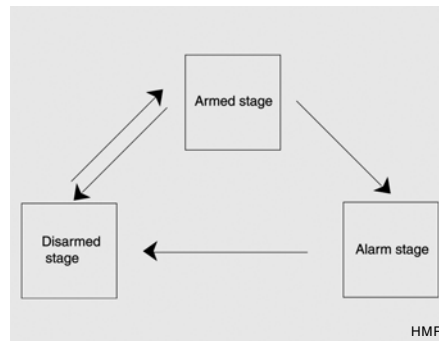 Armed stage
Disarmed
stage
Alarm stage
HMF